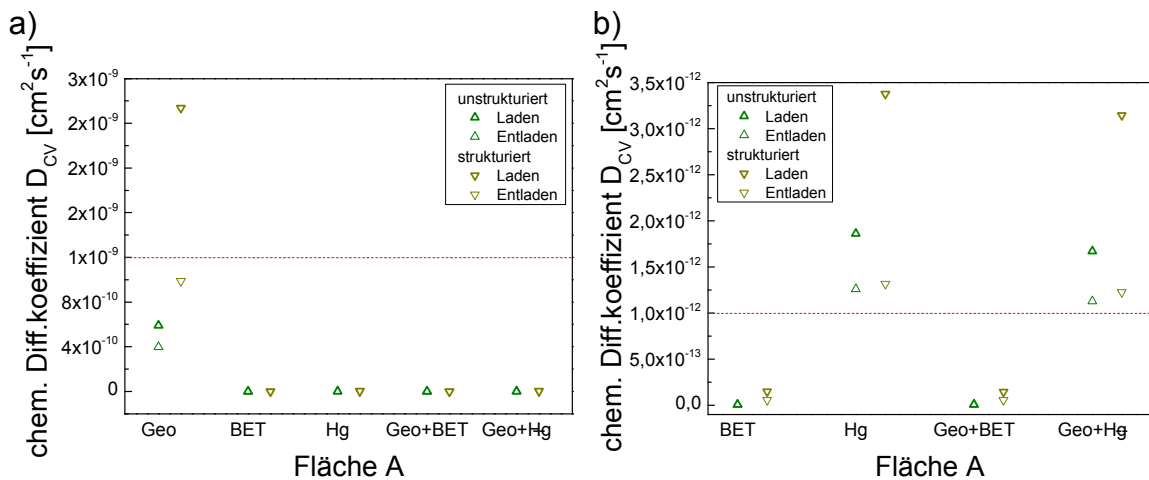 a)
chem. Diff.koeffizient D_CV [cm²s⁻¹]
3x10⁻⁹
2x10⁻⁹
2x10⁻⁹
2x10⁻⁹
1x10⁻⁹
8x10⁻¹⁰
4x10⁻¹⁰
0
unstrukturiert
Laden
Entladen
strukturiert
Laden
Entladen
Geo BET Hg Geo+BET Geo+Hg
Fläche A
b)
chem. Diff.koeffizient D_CV [cm²s⁻¹]
3,5x10⁻¹²
3,0x10⁻¹²
2,5x10⁻¹²
2,0x10⁻¹²
1,5x10⁻¹²
1,0x10⁻¹²
5,0x10⁻¹³
0,0
unstrukturiert
Laden
Entladen
strukturiert
Laden
Entladen
BET Hg Geo+BET Geo+Hg
Fläche A